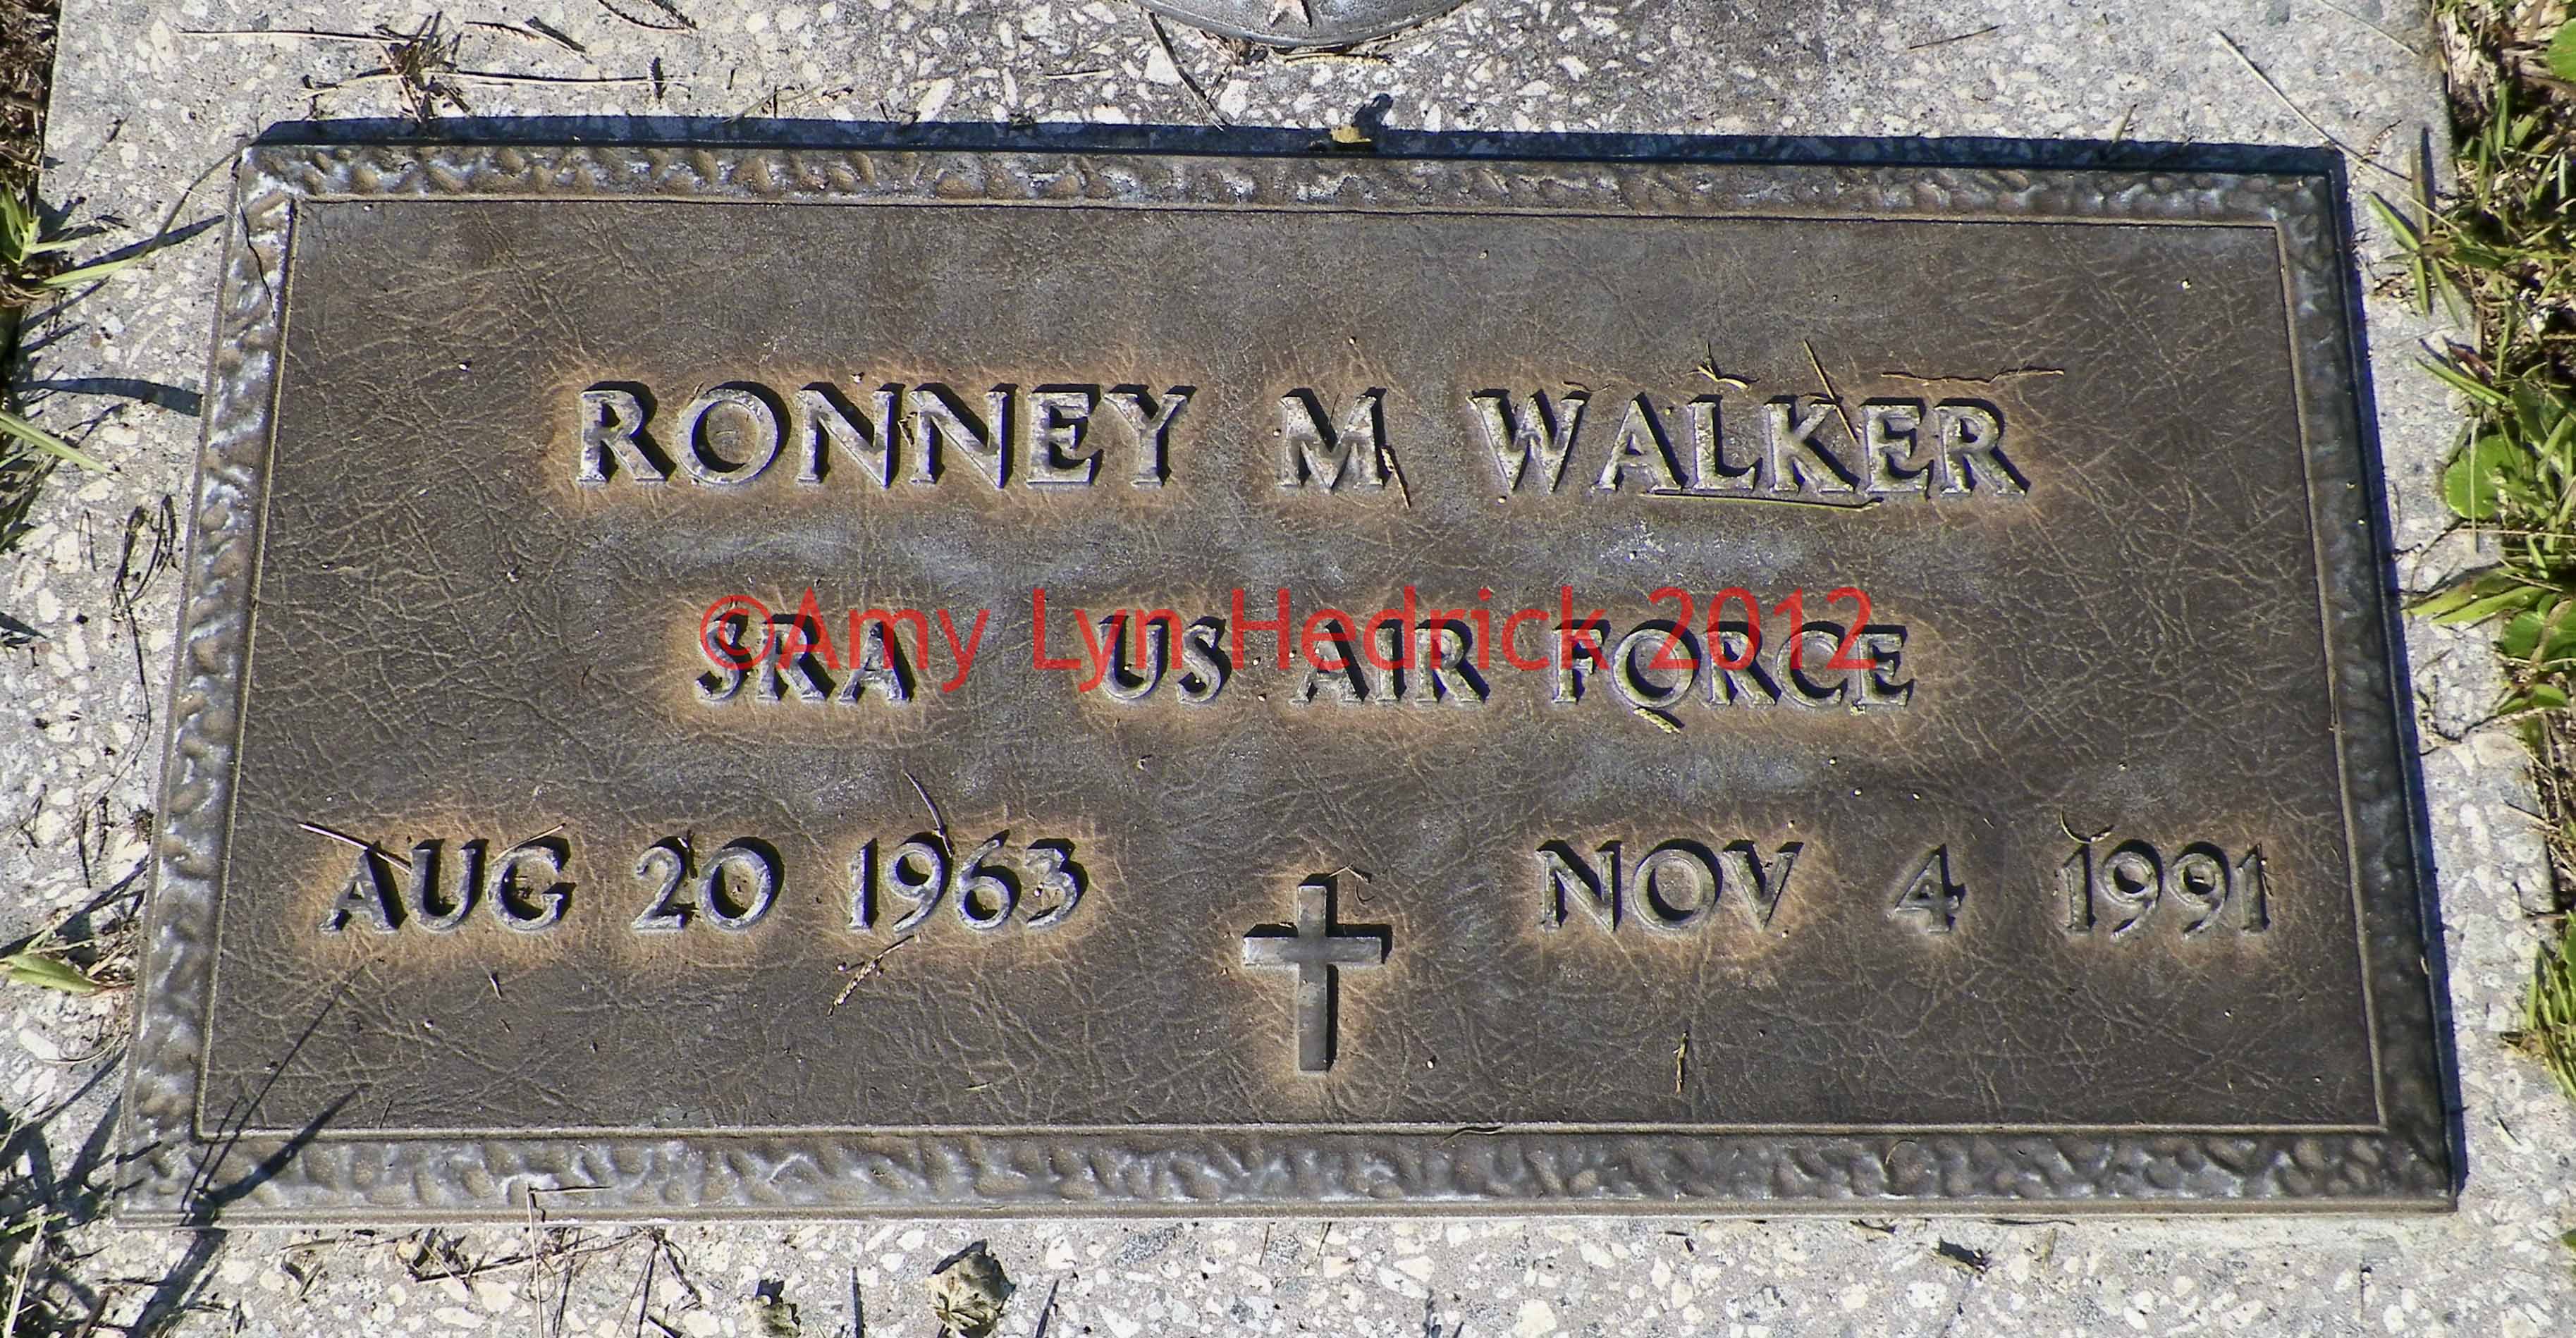 RONNEY M WALKER
©Amy Lyn Hedrick 2012
SRA US AIR FORCE
AUG 20 1963 NOV 4 1991